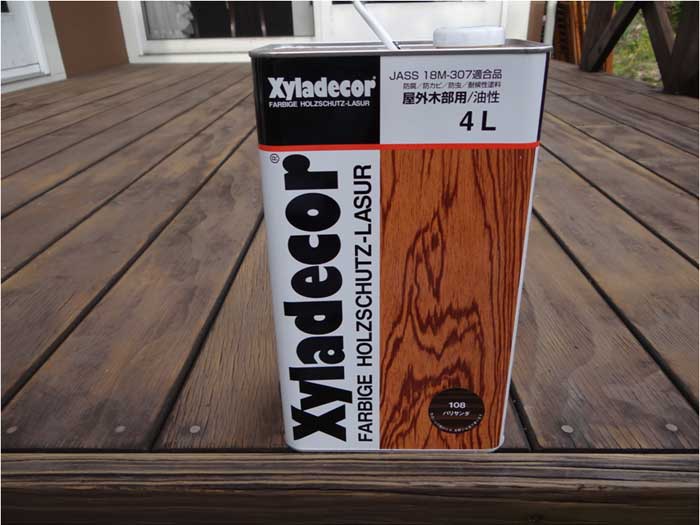 Xyladecor®
FARBIGE HOLZSCHUTZ-LASUR
JASS 18M-307適合品
防腐/防カビ/防虫/耐候性塗料
屋外木部用/油性
4L
Xyladecor®
FARBIGE HOLZSCHUTZ-LASUR
108
パリサンダ